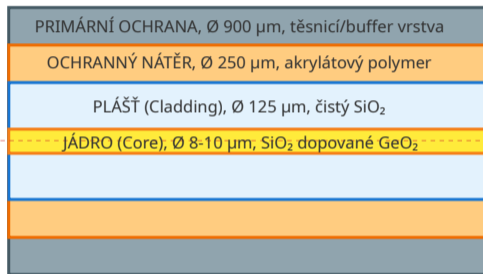 PRIMÁRNÍ OCHRANA, Ø 900 µm, těsnicí/buffer vrstva
OCHRANNÝ NÁTĚR, Ø 250 µm, akrylátový polymer
PLÁŠŤ (Cladding), Ø 125 µm, čistý SiO₂
JÁDRO (Core), Ø 8-10 µm, SiO₂ dopované GeO₂